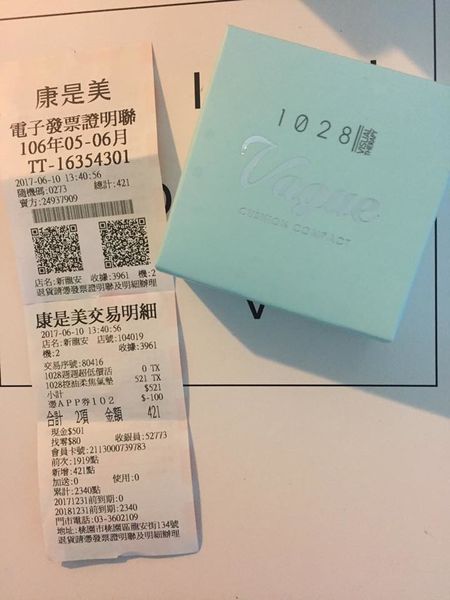 康是美
電子發票證明聯
106年05-06月
TT-16354301
2017-06-10 13:40:56
隨機碼:0273 總計:421
賣方:24937909
店名:新龍安 收據:3961 機:2
退貨請憑發票證明聯及明細辦理
康是美交易明細
2017-06-10 13:40:56
店名:新龍安 店號:104019
機:2 收據:3961
交易序號:80416
1028週週超低價活 0 TX
1028控油柔焦氣墊 521 TX
小計 $521
憑APP券102 $-100
合計 2項 金額 421
現金$501
找零$80 收銀員:52773
會員卡號:2113000739783
前次:1919點
新增:421點
加送:0 使用:0
累計:2340點
20171231前到期:0
20181231前到期:2340
門市電話:03-3602109
地址:桃園市桃園區龍安街134號
退貨請憑發票證明聯及明細辦理
1028 VISUAL THERAPY
Vague
CUSHION COMPACT